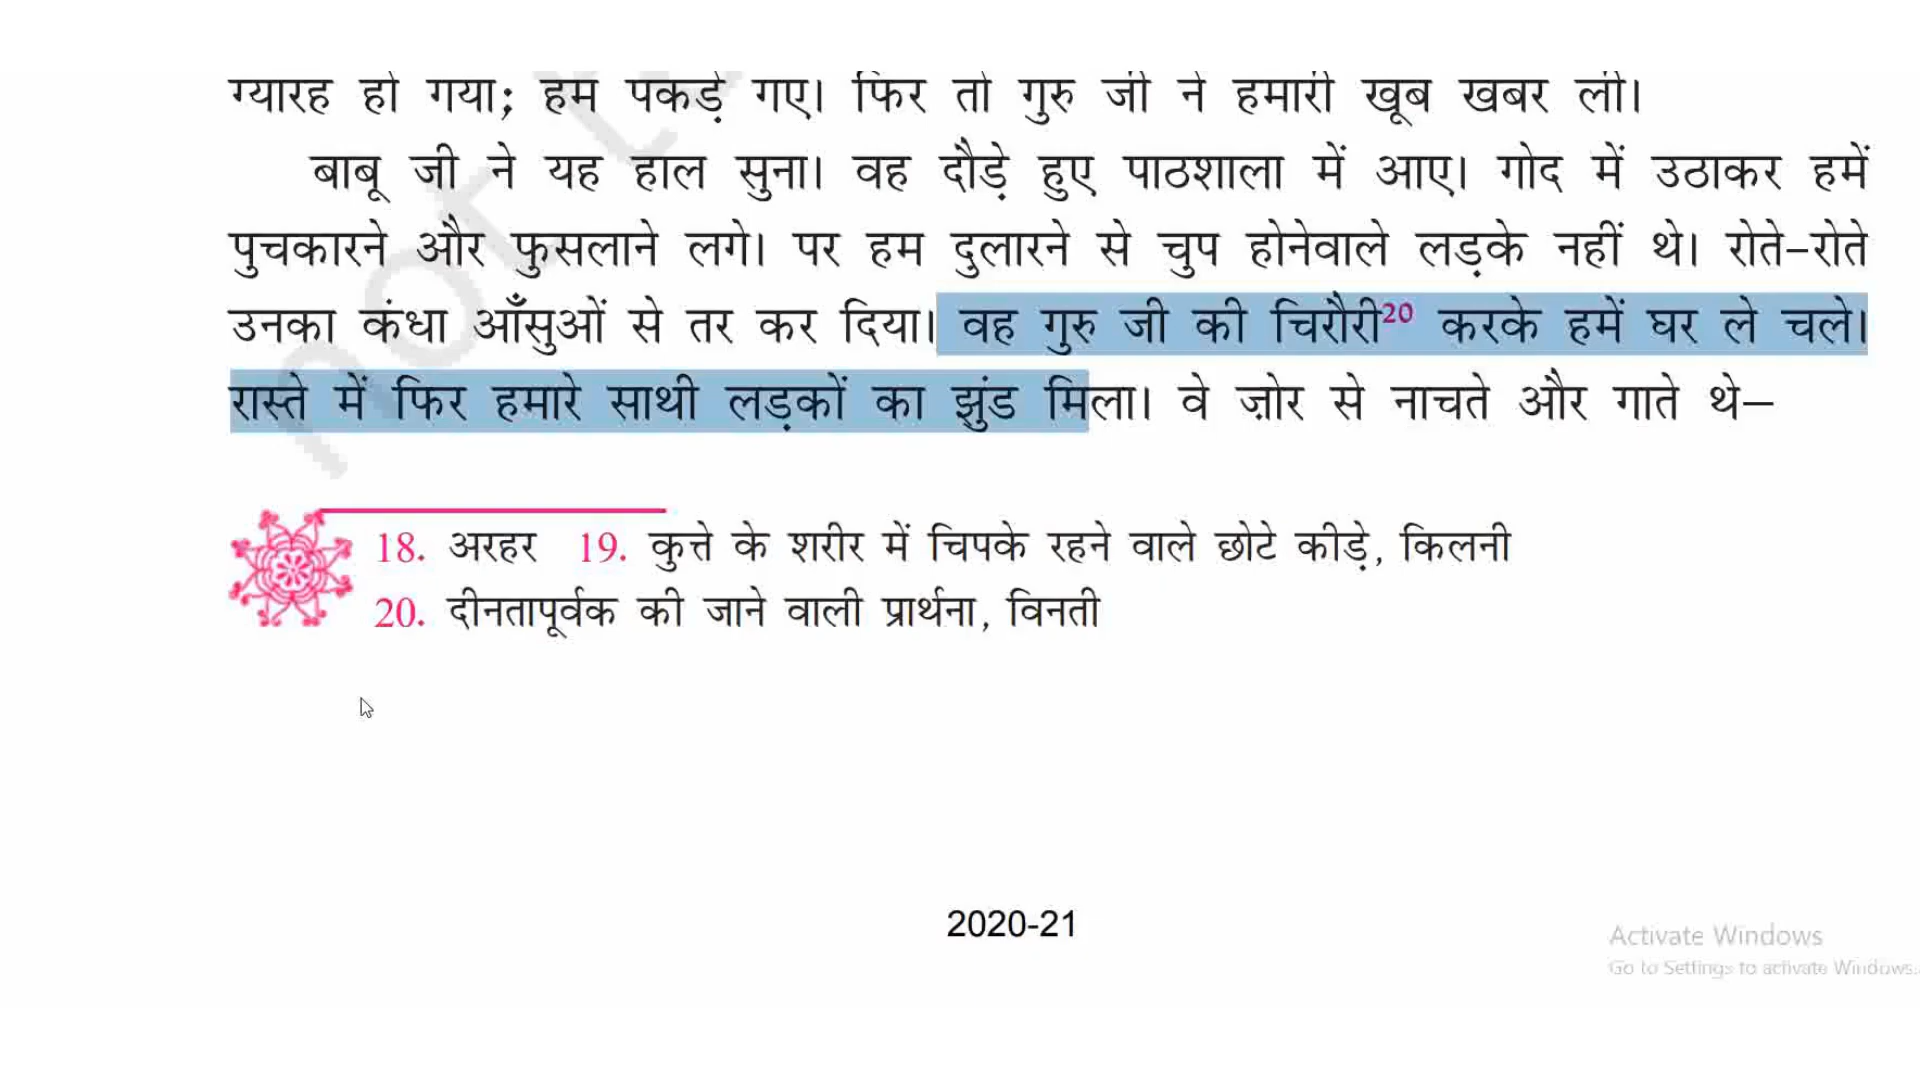 ग्यारह हो गया; हम पकड़े गए। फिर तो गुरु जी ने हमारी खूब खबर ली।
बाबू जी ने यह हाल सुना। वह दौड़े हुए पाठशाला में आए। गोद में उठाकर हमें
पुचकारने और फुसलाने लगे। पर हम दुलारने से चुप होनेवाले लड़के नहीं थे। रोते-रोते
उनका कंधा आँसुओं से तर कर दिया। वह गुरु जी की चिरौरी20 करके हमें घर ले चले।
रास्ते में फिर हमारे साथी लड़कों का झुंड मिला। वे ज़ोर से नाचते और गाते थे–
18. अरहर 19. कुत्ते के शरीर में चिपके रहने वाले छोटे कीड़े, किलनी
20. दीनतापूर्वक की जाने वाली प्रार्थना, विनती
not t
2020-21
Activate Windows
Go to Settings to activate Windows.